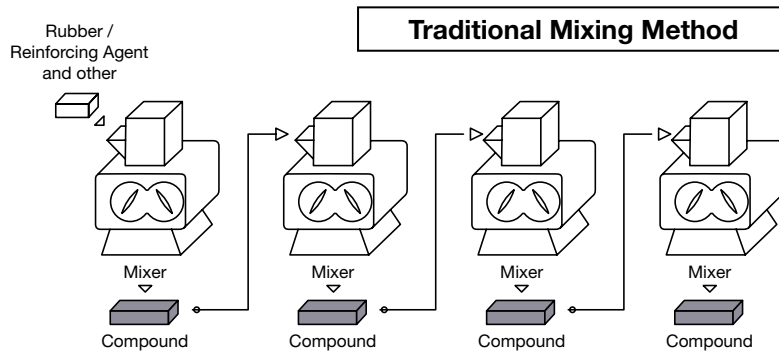 Traditional Mixing Method
Rubber /
Reinforcing Agent
and other
Mixer
Mixer
Mixer
Mixer
Compound
Compound
Compound
Compound